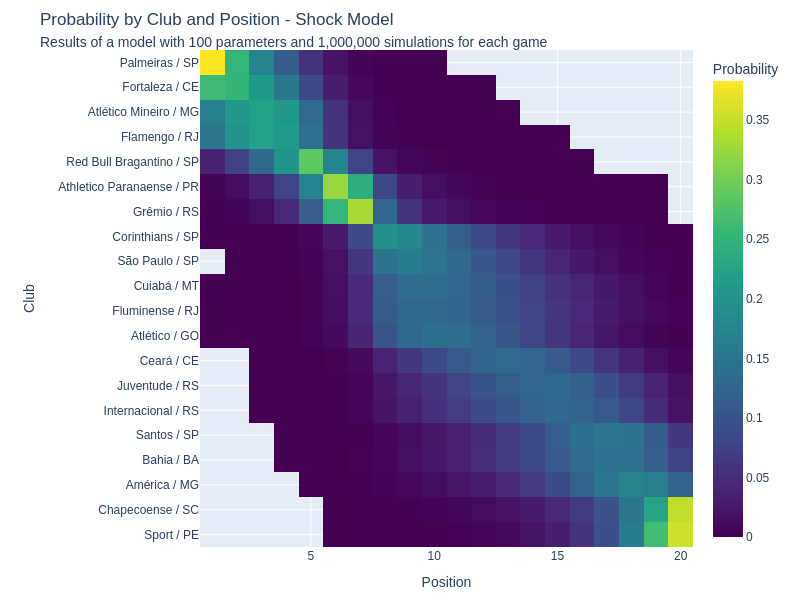 Probability by Club and Position - Shock Model
Results of a model with 100 parameters and 1,000,000 simulations for each game
Probability
Club
Palmeiras / SP
Fortaleza / CE
Atlético Mineiro / MG
Flamengo / RJ
Red Bull Bragantino / SP
Athletico Paranaense / PR
Grêmio / RS
Corinthians / SP
São Paulo / SP
Cuiabá / MT
Fluminense / RJ
Atlético / GO
Ceará / CE
Juventude / RS
Internacional / RS
Santos / SP
Bahia / BA
América / MG
Chapecoense / SC
Sport / PE
0.35
0.3
0.25
0.2
0.15
0.1
0.05
0
5 10 15 20
Position